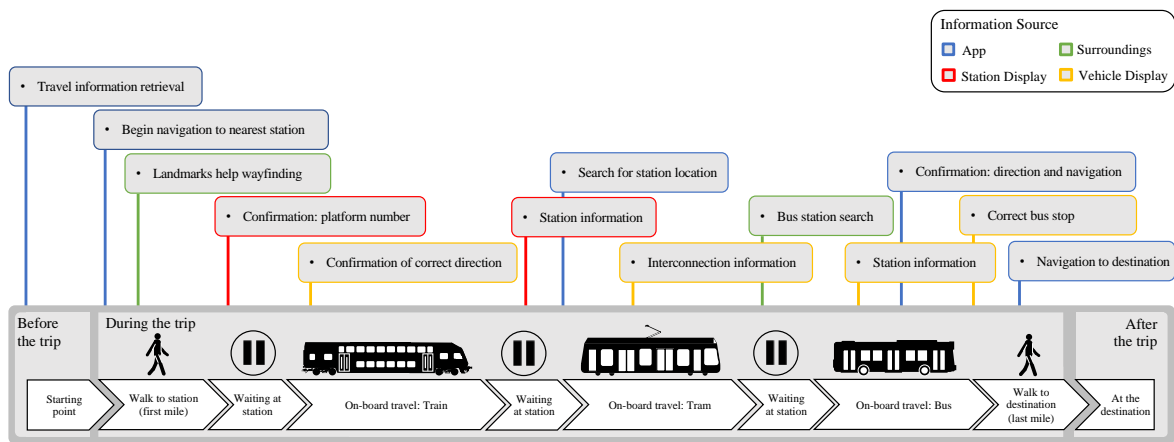 Information Source
App
Surroundings
Station Display
Vehicle Display
• Travel information retrieval
• Begin navigation to nearest station
• Landmarks help wayfinding
• Search for station location
• Confirmation: direction and navigation
• Confirmation: platform number
• Station information
• Bus station search
• Correct bus stop
• Confirmation of correct direction
• Interconnection information
• Station information
• Navigation to destination
Before
the trip
During the trip
After
the trip
Starting
point
Walk to station
(first mile)
Waiting at
station
On-board travel: Train
Waiting
at station
On-board travel: Tram
Waiting
at station
On-board travel: Bus
Walk to
destination
(last mile)
At the
destination